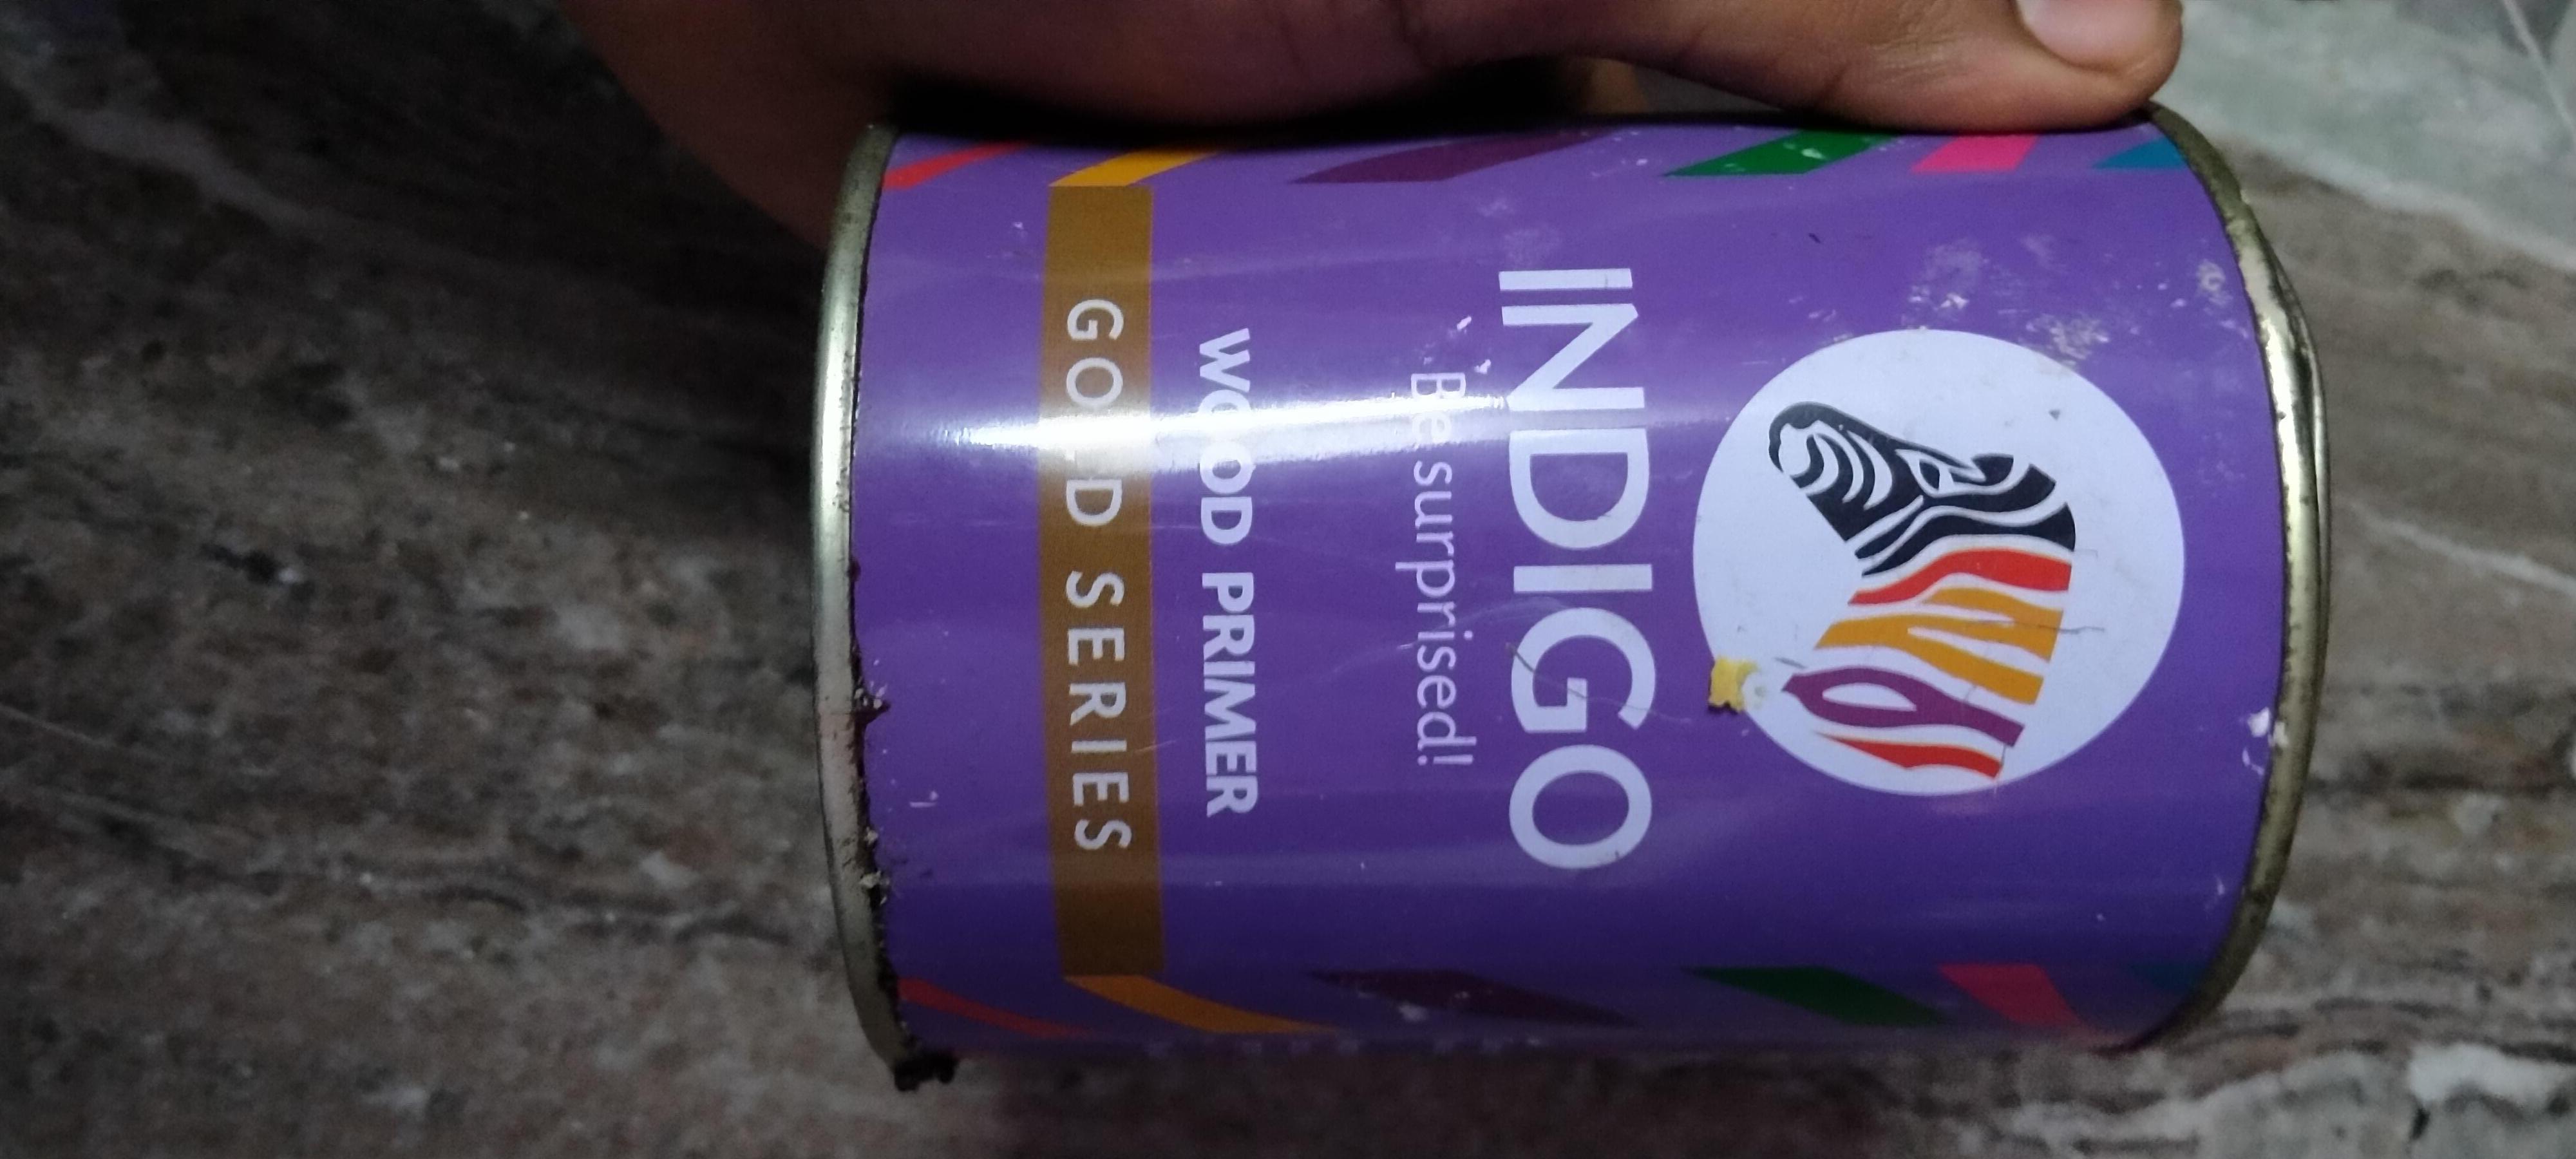 INDIGO
Be surprised!
WOOD PRIMER
GOLD SERIES